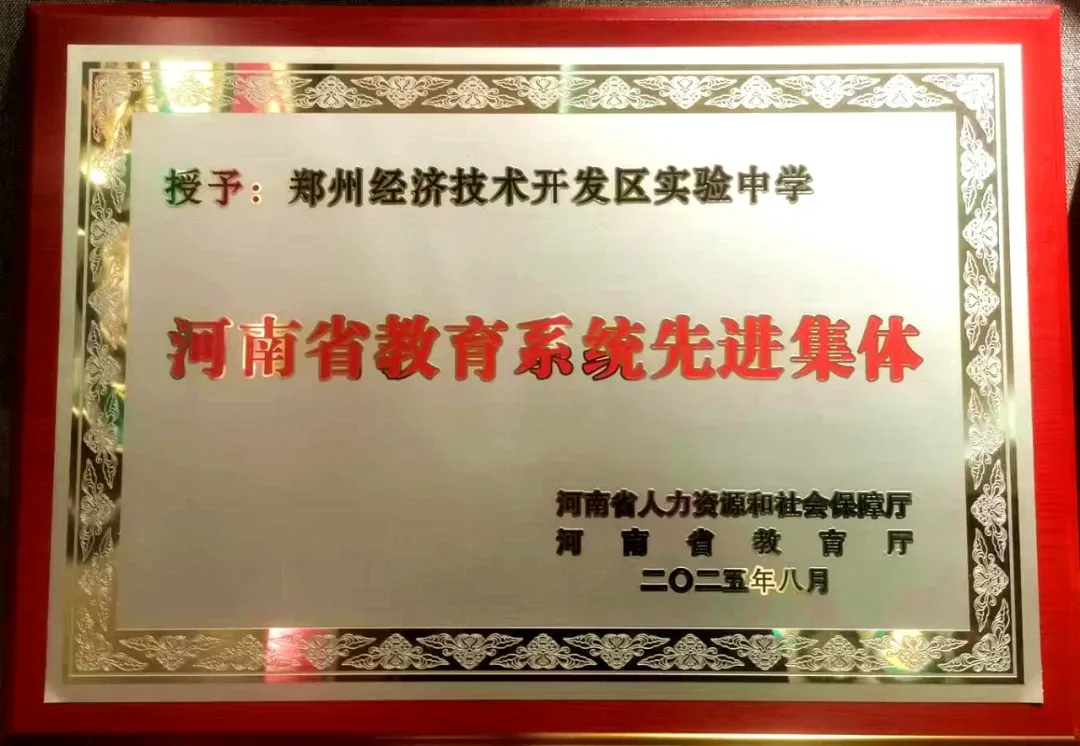 授予：郑州经济技术开发区实验中学
河南省教育系统先进集体
河南省人力资源和社会保障厅
河南省教育厅
二〇二五年八月